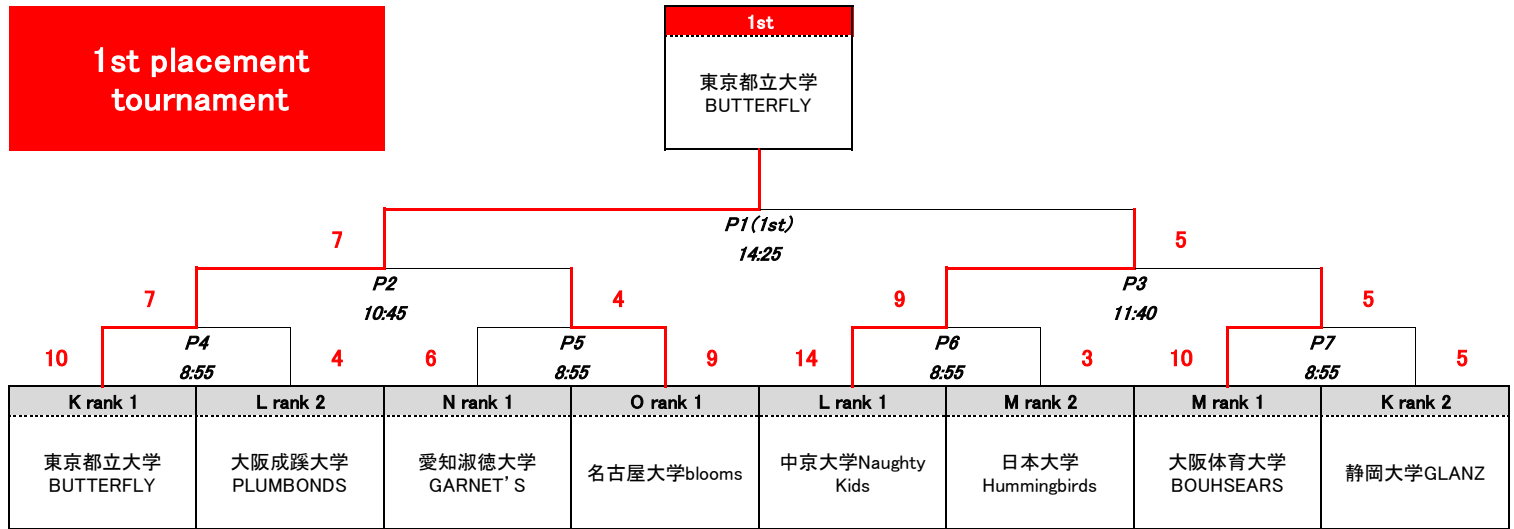 1st placement
tournament
1st
東京都立大学
BUTTERFLY
P1(1st)
14:25
7
5
P2
10:45
P3
11:40
7
4
9
5
P4
8:55
P5
8:55
P6
8:55
P7
8:55
10
4
6
9
14
3
10
5
K rank 1
L rank 2
N rank 1
O rank 1
L rank 1
M rank 2
M rank 1
K rank 2
東京都立大学
BUTTERFLY
大阪成蹊大学
PLUMBONDS
愛知淑徳大学
GARNET'S
名古屋大学blooms
中京大学Naughty
Kids
日本大学
Hummingbirds
大阪体育大学
BOUHSEARS
静岡大学GLANZ